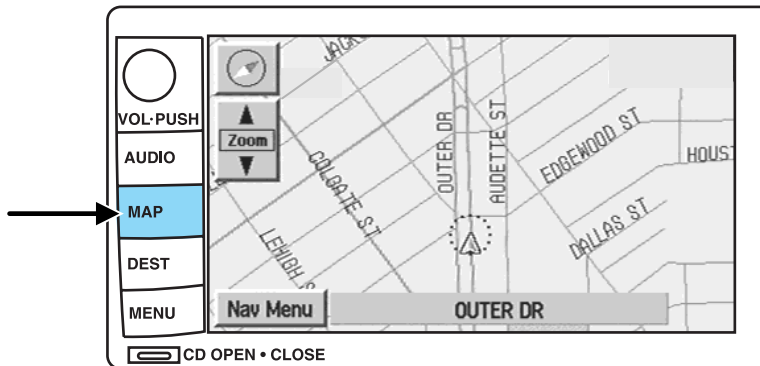 VOL•PUSH
AUDIO
MAP
DEST
MENU
CD OPEN • CLOSE
Zoom
OUTER DR
AUDETTE ST
EDGEWOOD ST
COLGATE ST
DALLAS ST
Nav Menu
OUTER DR